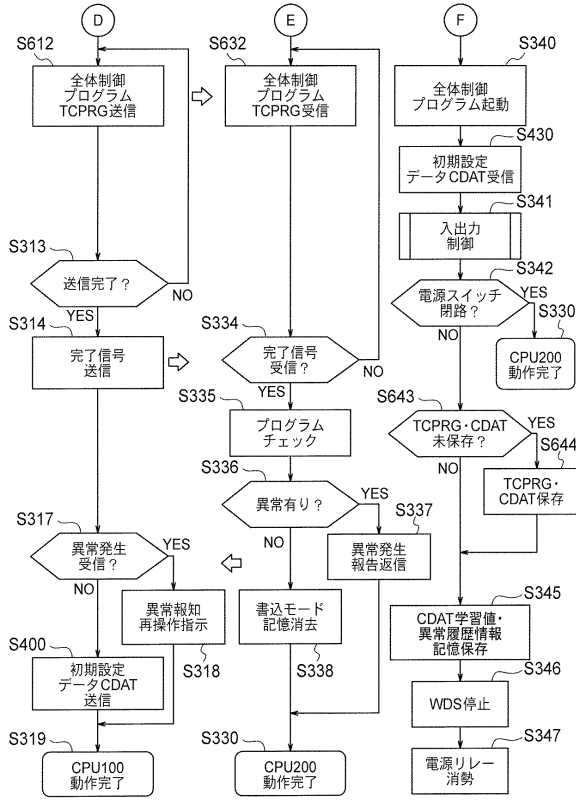 D
S612
全体制御
プログラム
TCPRG送信
S313
送信完了？
NO
YES
S314
完了信号
送信
S317
異常発生
受信？
YES
NO
異常報知
再操作指示
S318
S400
初期設定
データCDAT
送信
S319
CPU100
動作完了
E
S632
全体制御
プログラム
TCPRG受信
S334
完了信号
受信？
NO
YES
S335
プログラム
チェック
S336
異常有り？
YES
NO
S337
異常発生
報告返信
書込モード
記憶消去
S338
S330
CPU200
動作完了
F
S340
全体制御
プログラム起動
S430
初期設定
データCDAT受信
S341
入出力
制御
S342
電源スイッチ
閉路？
YES
NO
S330
CPU200
動作完了
S643
TCPRG・CDAT
未保存？
YES
NO
S644
TCPRG・
CDAT保存
S345
CDAT学習値・
異常履歴情報
記憶保存
S346
WDS停止
S347
電源リレー
消勢